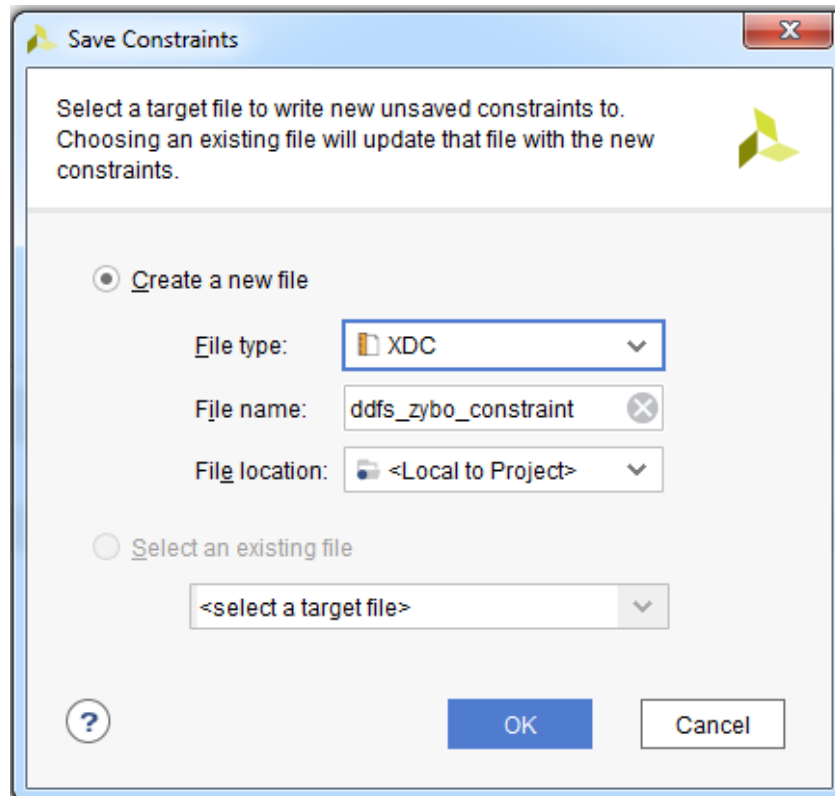 Save Constraints
Select a target file to write new unsaved constraints to.
Choosing an existing file will update that file with the new
constraints.
Create a new file
File type: XDC
File name: ddfs_zybo_constraint
File location: <Local to Project>
Select an existing file
<select a target file>
? OK Cancel